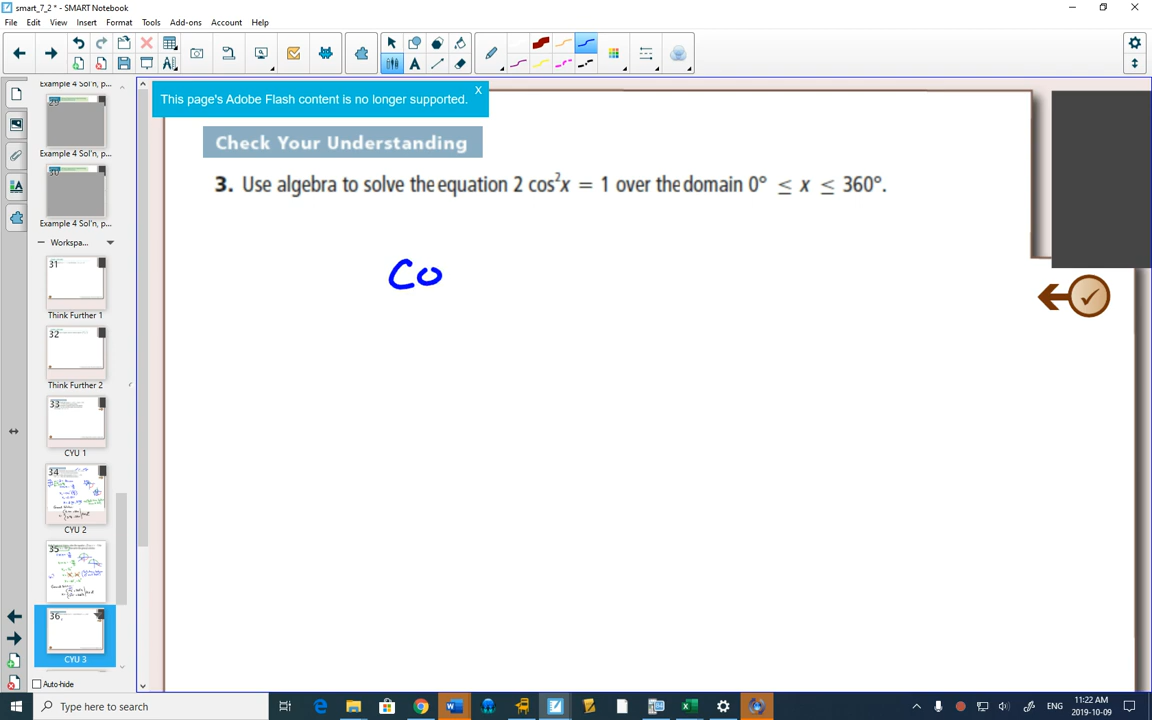 smart_7_2 * - SMART Notebook
File Edit View Insert Format Tools Add-ons Account Help
This page's Adobe Flash content is no longer supported. X
Check Your Understanding
3. Use algebra to solve the equation 2 cos²x = 1 over the domain 0° ≤ x ≤ 360°.
Co
Example 4 Sol'n, p...
29
Example 4 Sol'n, p...
30
Example 4 Sol'n, p...
Workspa...
31
Think Further 1
32
Think Further 2
33
CYU 1
34
CYU 2
35
36
CYU 3
Auto-hide
Type here to search
ENG
11:22 AM
2019-10-09